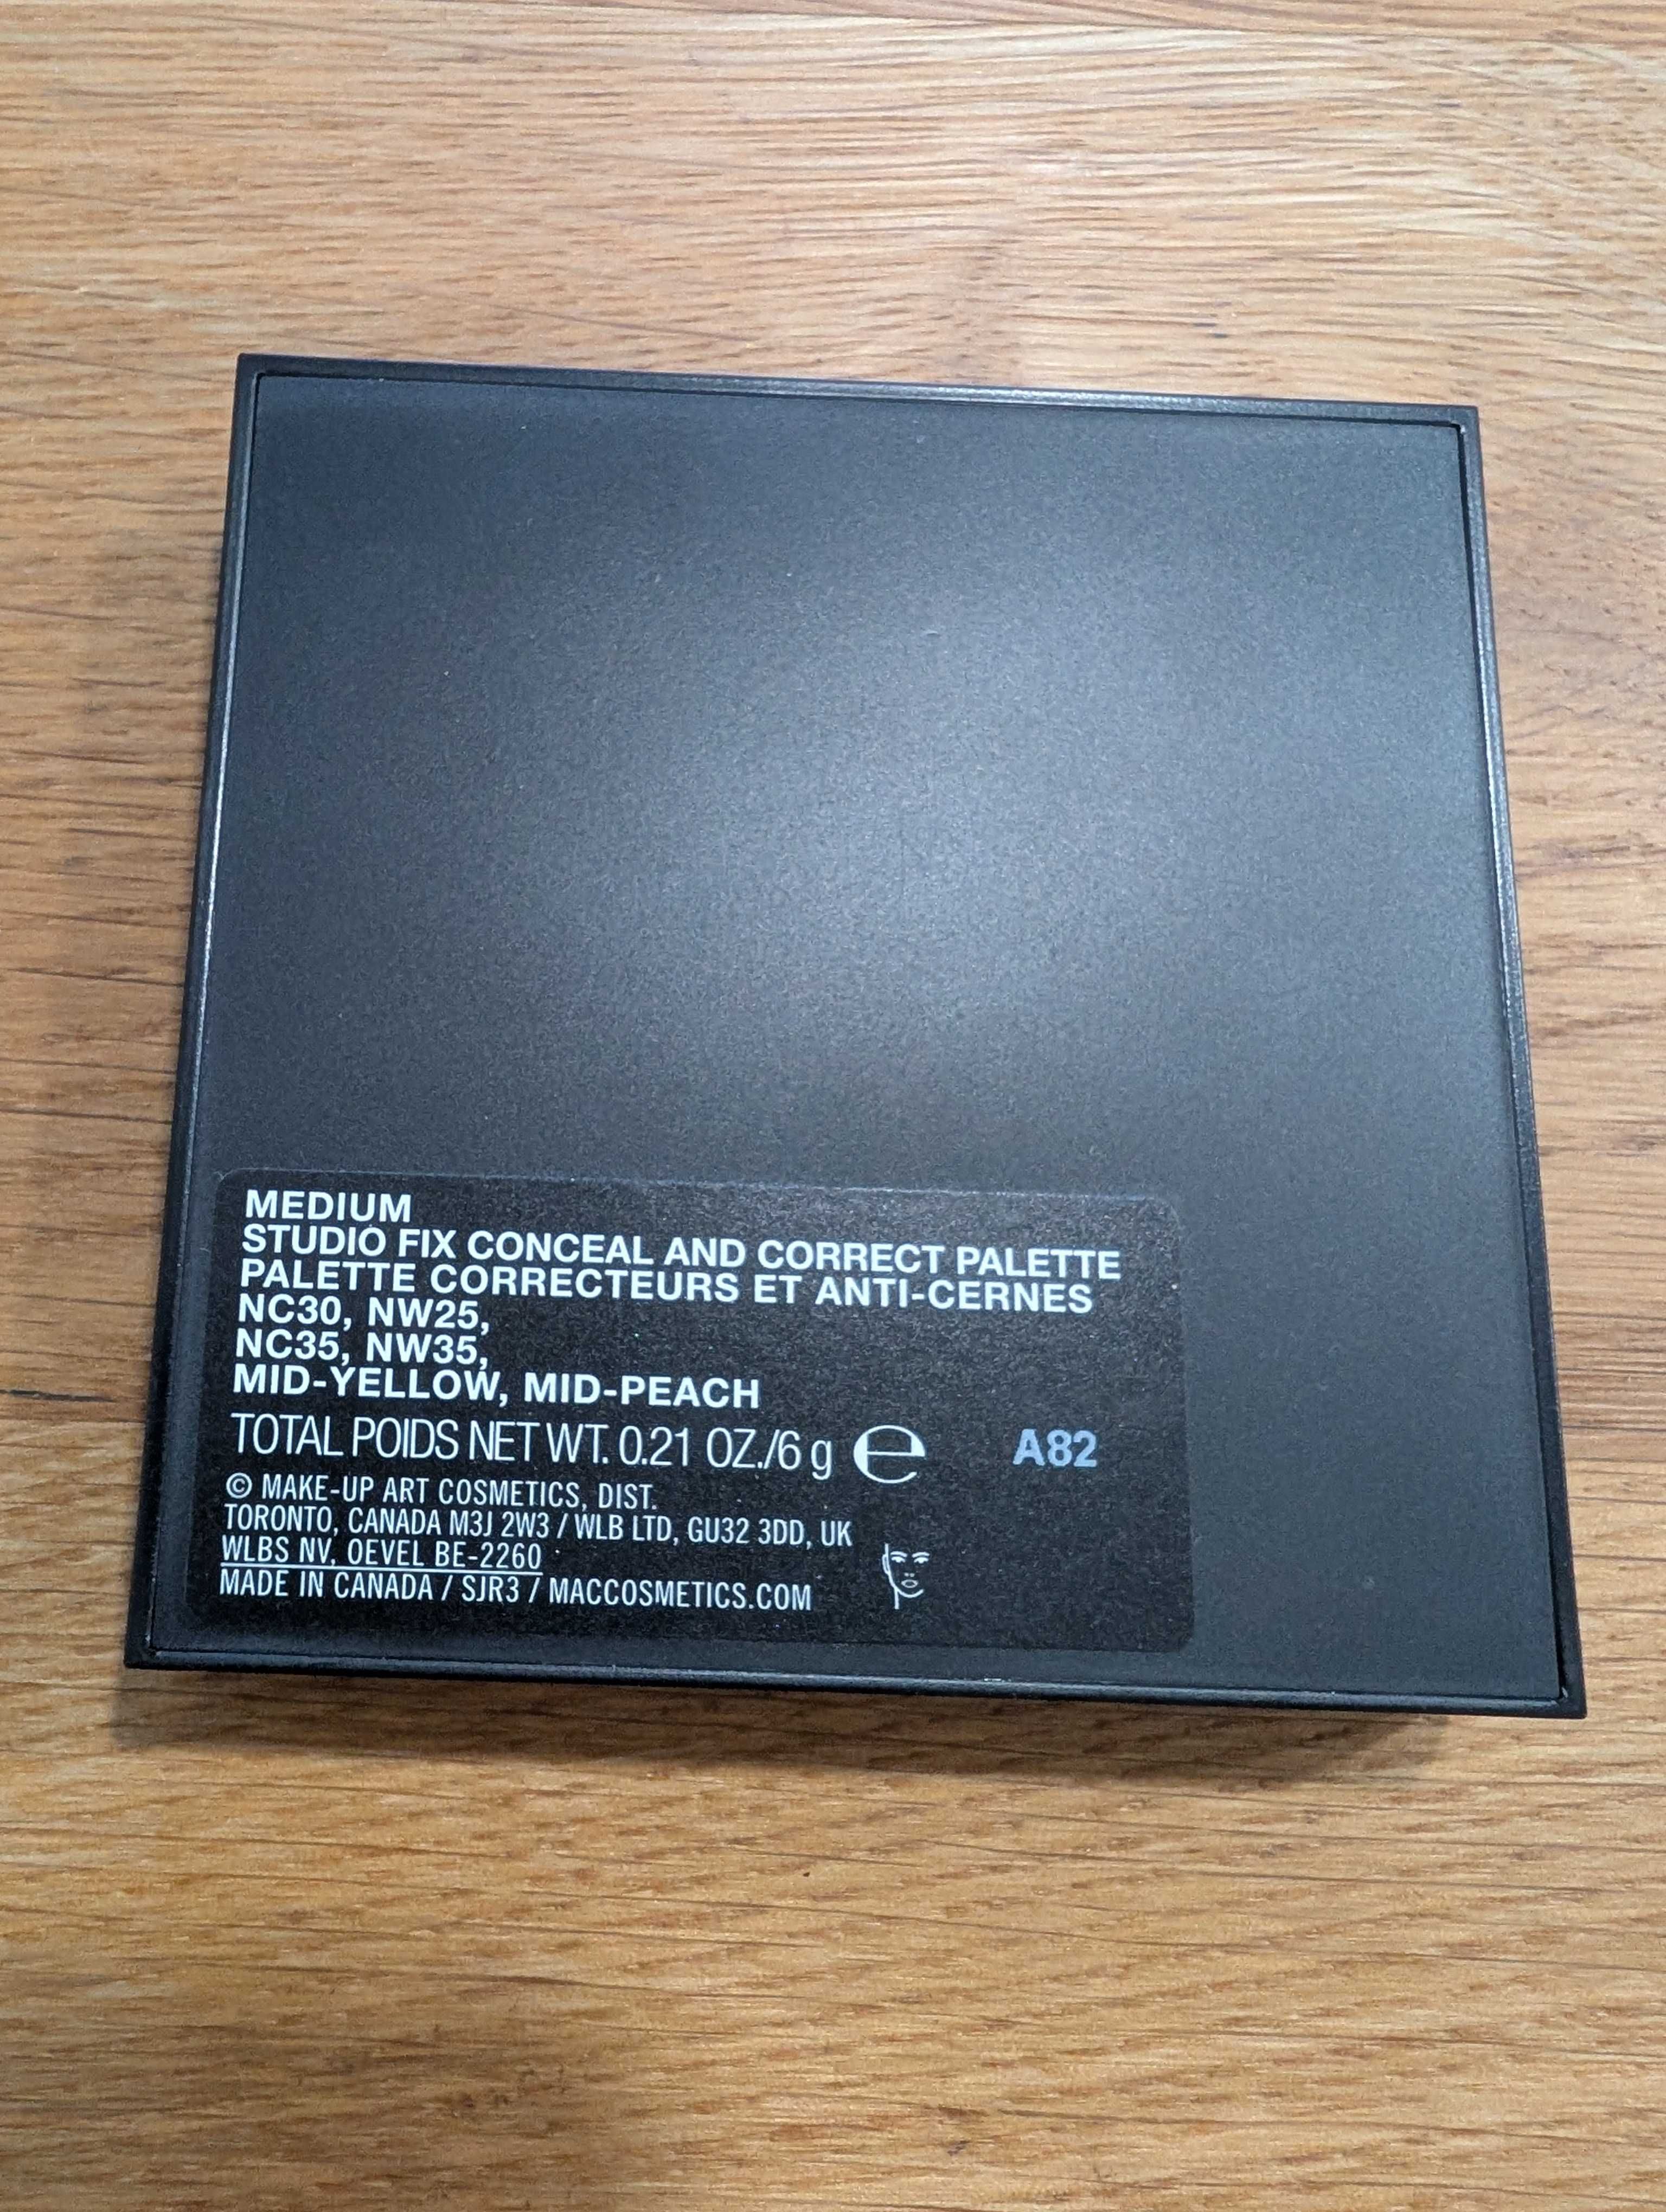 MEDIUM
STUDIO FIX CONCEAL AND CORRECT PALETTE
PALETTE CORRECTEURS ET ANTI-CERNES
NC30, NW25,
NC35, NW35,
MID-YELLOW, MID-PEACH
TOTAL POIDS NET WT. 0.21 OZ./6 g ℮ A82
© MAKE-UP ART COSMETICS, DIST.
TORONTO, CANADA M3J 2W3 / WLB LTD, GU32 3DD, UK
WLBS NV, OEVEL BE-2260
MADE IN CANADA / SJR3 / MACCOSMETICS.COM